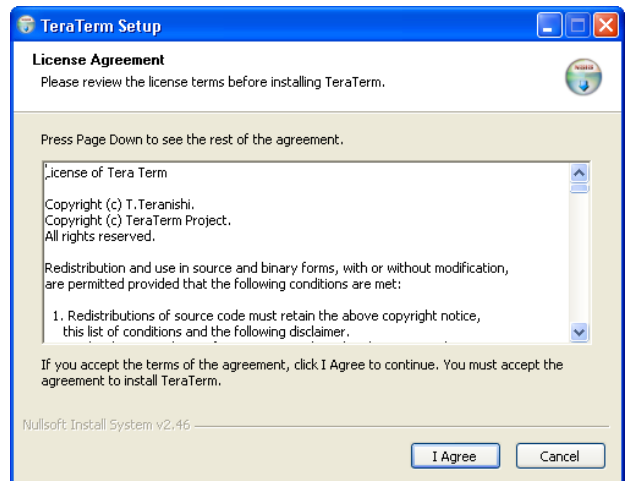 TeraTerm Setup
License Agreement
Please review the license terms before installing TeraTerm.
Press Page Down to see the rest of the agreement.
License of Tera Term
Copyright (c) T.Teranishi.
Copyright (c) TeraTerm Project.
All rights reserved.
Redistribution and use in source and binary forms, with or without modification,
are permitted provided that the following conditions are met:
1. Redistributions of source code must retain the above copyright notice,
this list of conditions and the following disclaimer.
If you accept the terms of the agreement, click I Agree to continue. You must accept the
agreement to install TeraTerm.
Nullsoft Install System v2.46
I Agree
Cancel